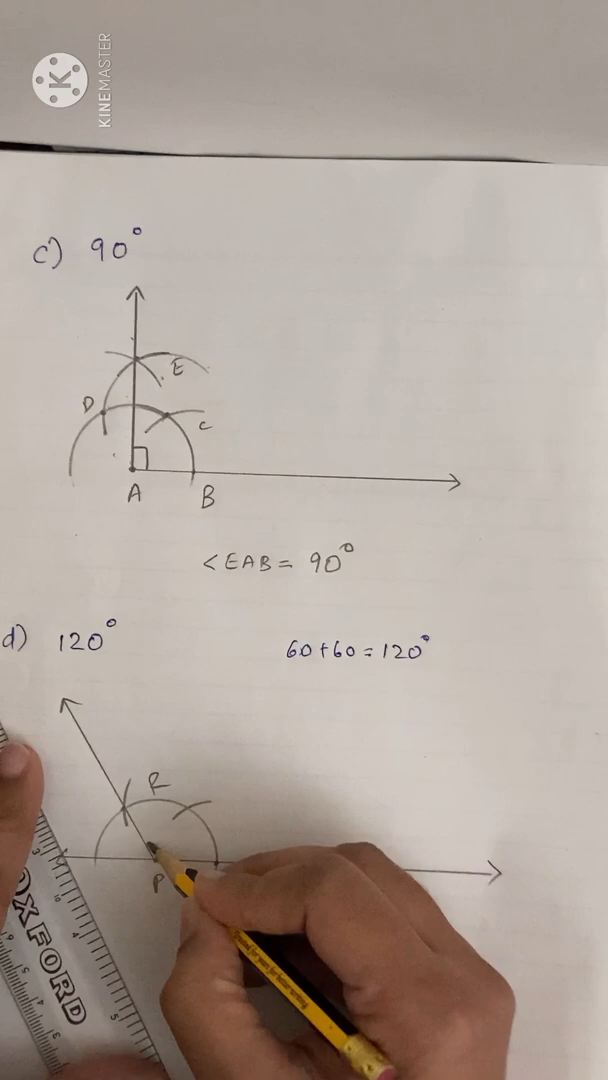 KINEMASTER
c) 90°
E
D
C
A
B
<EAB = 90°
d) 120°
60+60=120°
R
P
OXFORD